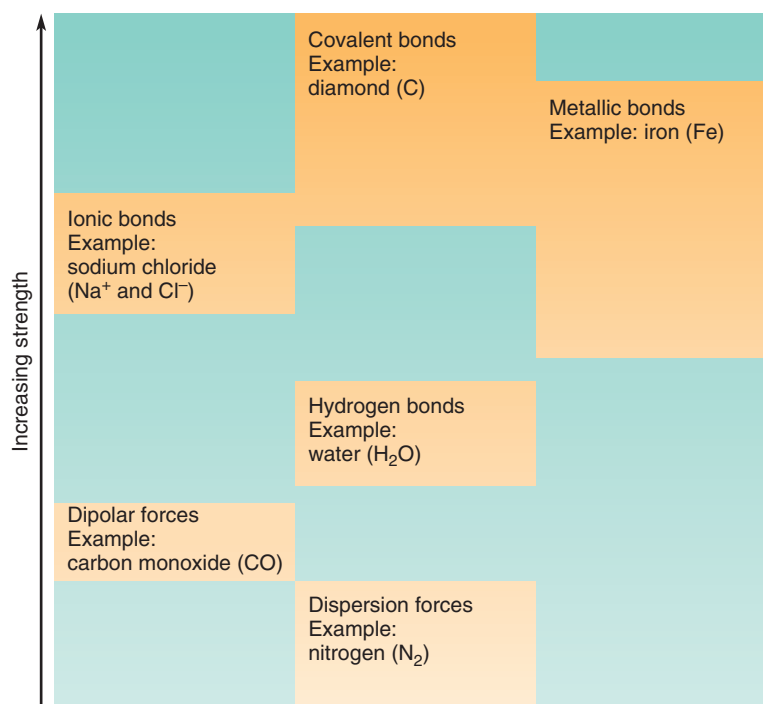 Covalent bonds
Example:
diamond (C)
Metallic bonds
Example: iron (Fe)
Ionic bonds
Example:
sodium chloride
(Na⁺ and Cl⁻)
Increasing strength
Hydrogen bonds
Example:
water (H₂O)
Dipolar forces
Example:
carbon monoxide (CO)
Dispersion forces
Example:
nitrogen (N₂)